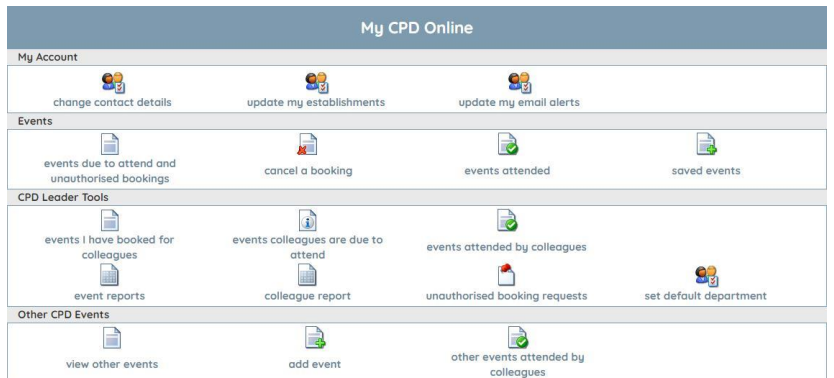 My CPD Online
My Account
change contact details
update my establishments
update my email alerts
Events
events due to attend and
unauthorised bookings
cancel a booking
events attended
saved events
CPD Leader Tools
events I have booked for
colleagues
events colleagues are due to
attend
events attended by colleagues
event reports
colleague report
unauthorised booking requests
set default department
Other CPD Events
view other events
add event
other events attended by
colleagues